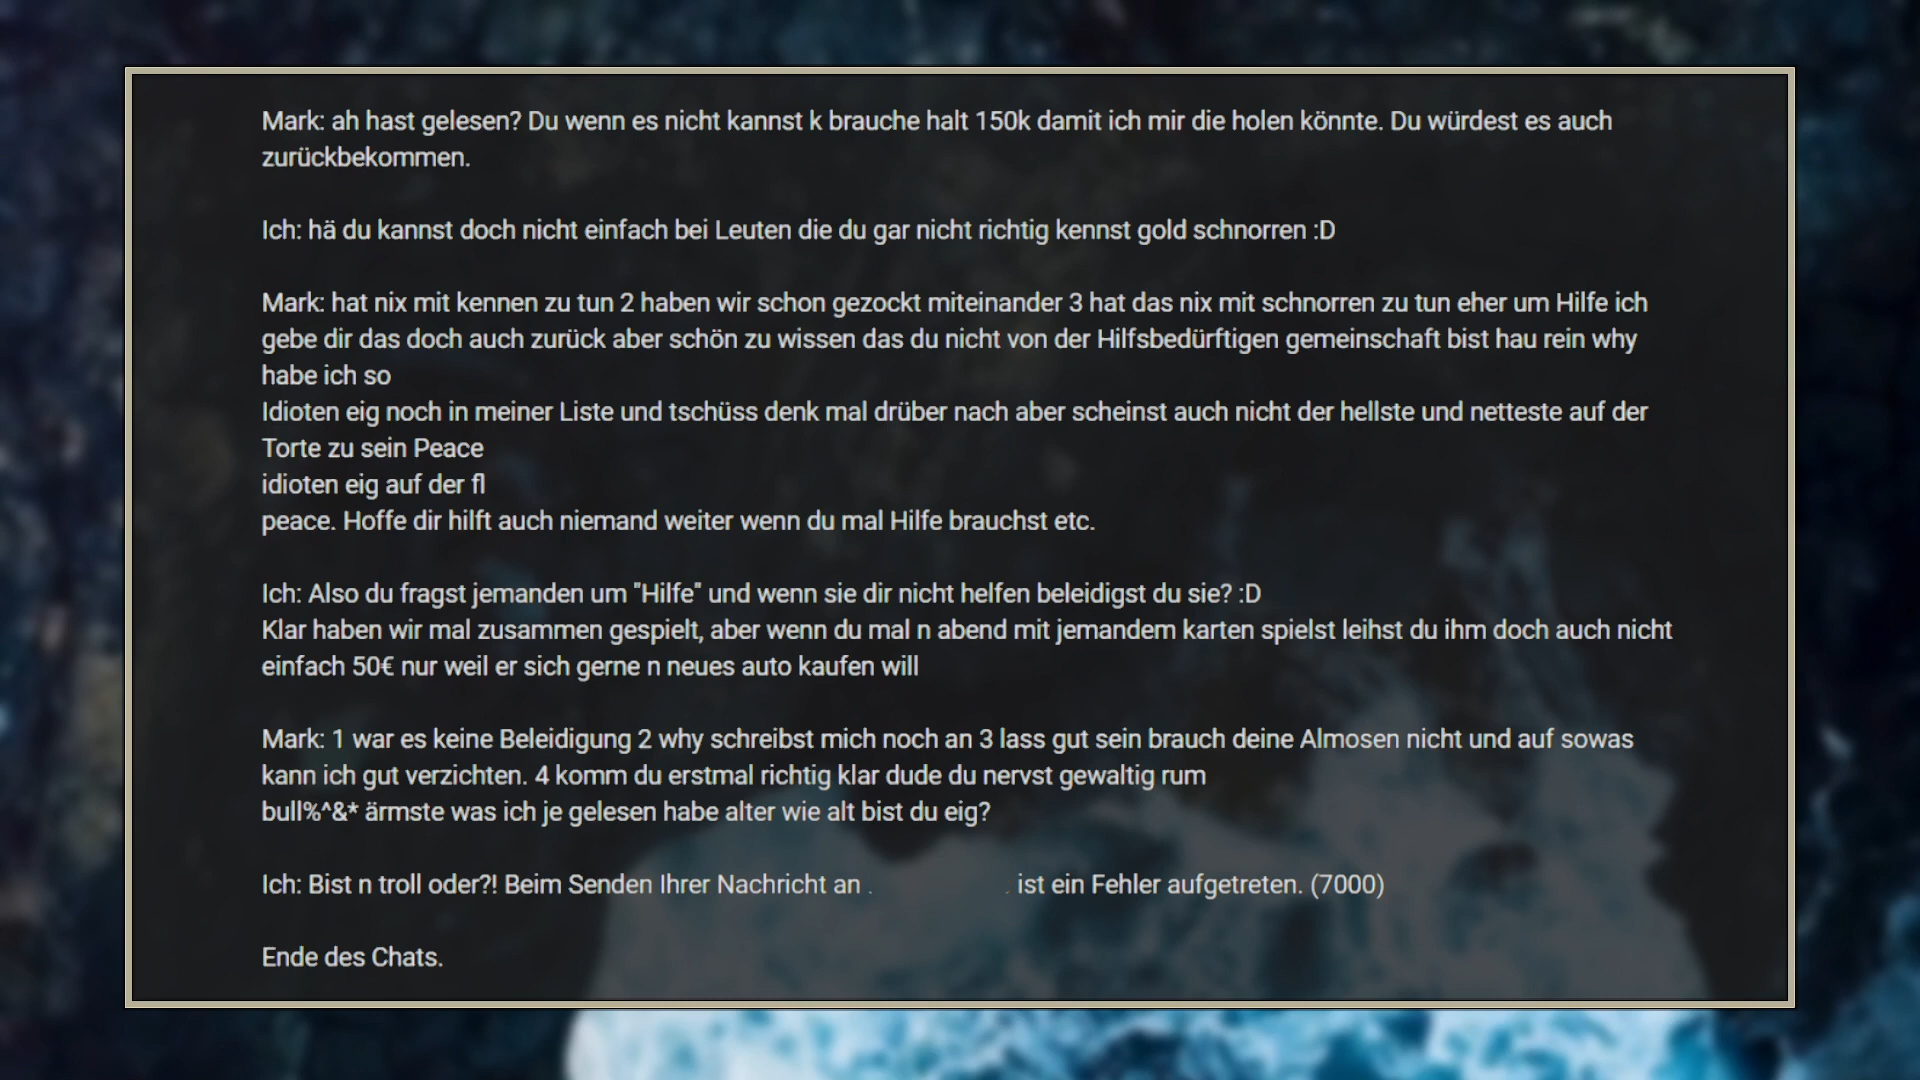 Mark: ah hast gelesen? Du wenn es nicht kannst k brauche halt 150k damit ich mir die holen könnte. Du würdest es auch
zurückbekommen.
Ich: hä du kannst doch nicht einfach bei Leuten die du gar nicht richtig kennst gold schnorren :D
Mark: hat nix mit kennen zu tun 2 haben wir schon gezockt miteinander 3 hat das nix mit schnorren zu tun eher um Hilfe ich
gebe dir das doch auch zurück aber schön zu wissen das du nicht von der Hilfsbedürftigen gemeinschaft bist hau rein why
habe ich so
Idioten eig noch in meiner Liste und tschüss denk mal drüber nach aber scheinst auch nicht der hellste und netteste auf der
Torte zu sein Peace
idioten eig auf der fl
peace. Hoffe dir hilft auch niemand weiter wenn du mal Hilfe brauchst etc.
Ich: Also du fragst jemanden um "Hilfe" und wenn sie dir nicht helfen beleidigst du sie? :D
Klar haben wir mal zusammen gespielt, aber wenn du mal n abend mit jemandem karten spielst leihst du ihm doch auch nicht
einfach 50€ nur weil er sich gerne n neues auto kaufen will
Mark: 1 war es keine Beleidigung 2 why schreibst mich noch an 3 lass gut sein brauch deine Almosen nicht und auf sowas
kann ich gut verzichten. 4 komm du erstmal richtig klar dude du nervst gewaltig rum
bull%^&* ärmste was ich je gelesen habe alter wie alt bist du eig?
Ich: Bist n troll oder?! Beim Senden Ihrer Nachricht an ist ein Fehler aufgetreten. (7000)
Ende des Chats.